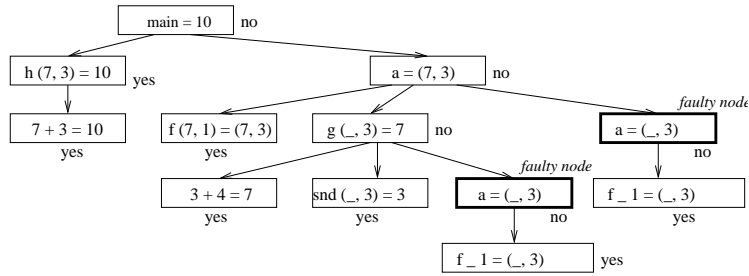 main = 10 no
h (7, 3) = 10 yes
a = (7, 3) no
faulty node
7 + 3 = 10
yes
f (7, 1) = (7, 3)
yes
g (_, 3) = 7 no
a = (_, 3)
no
faulty node
3 + 4 = 7
yes
snd (_, 3) = 3
yes
a = (_, 3)
no
f _ 1 = (_, 3)
yes
f _ 1 = (_, 3) yes